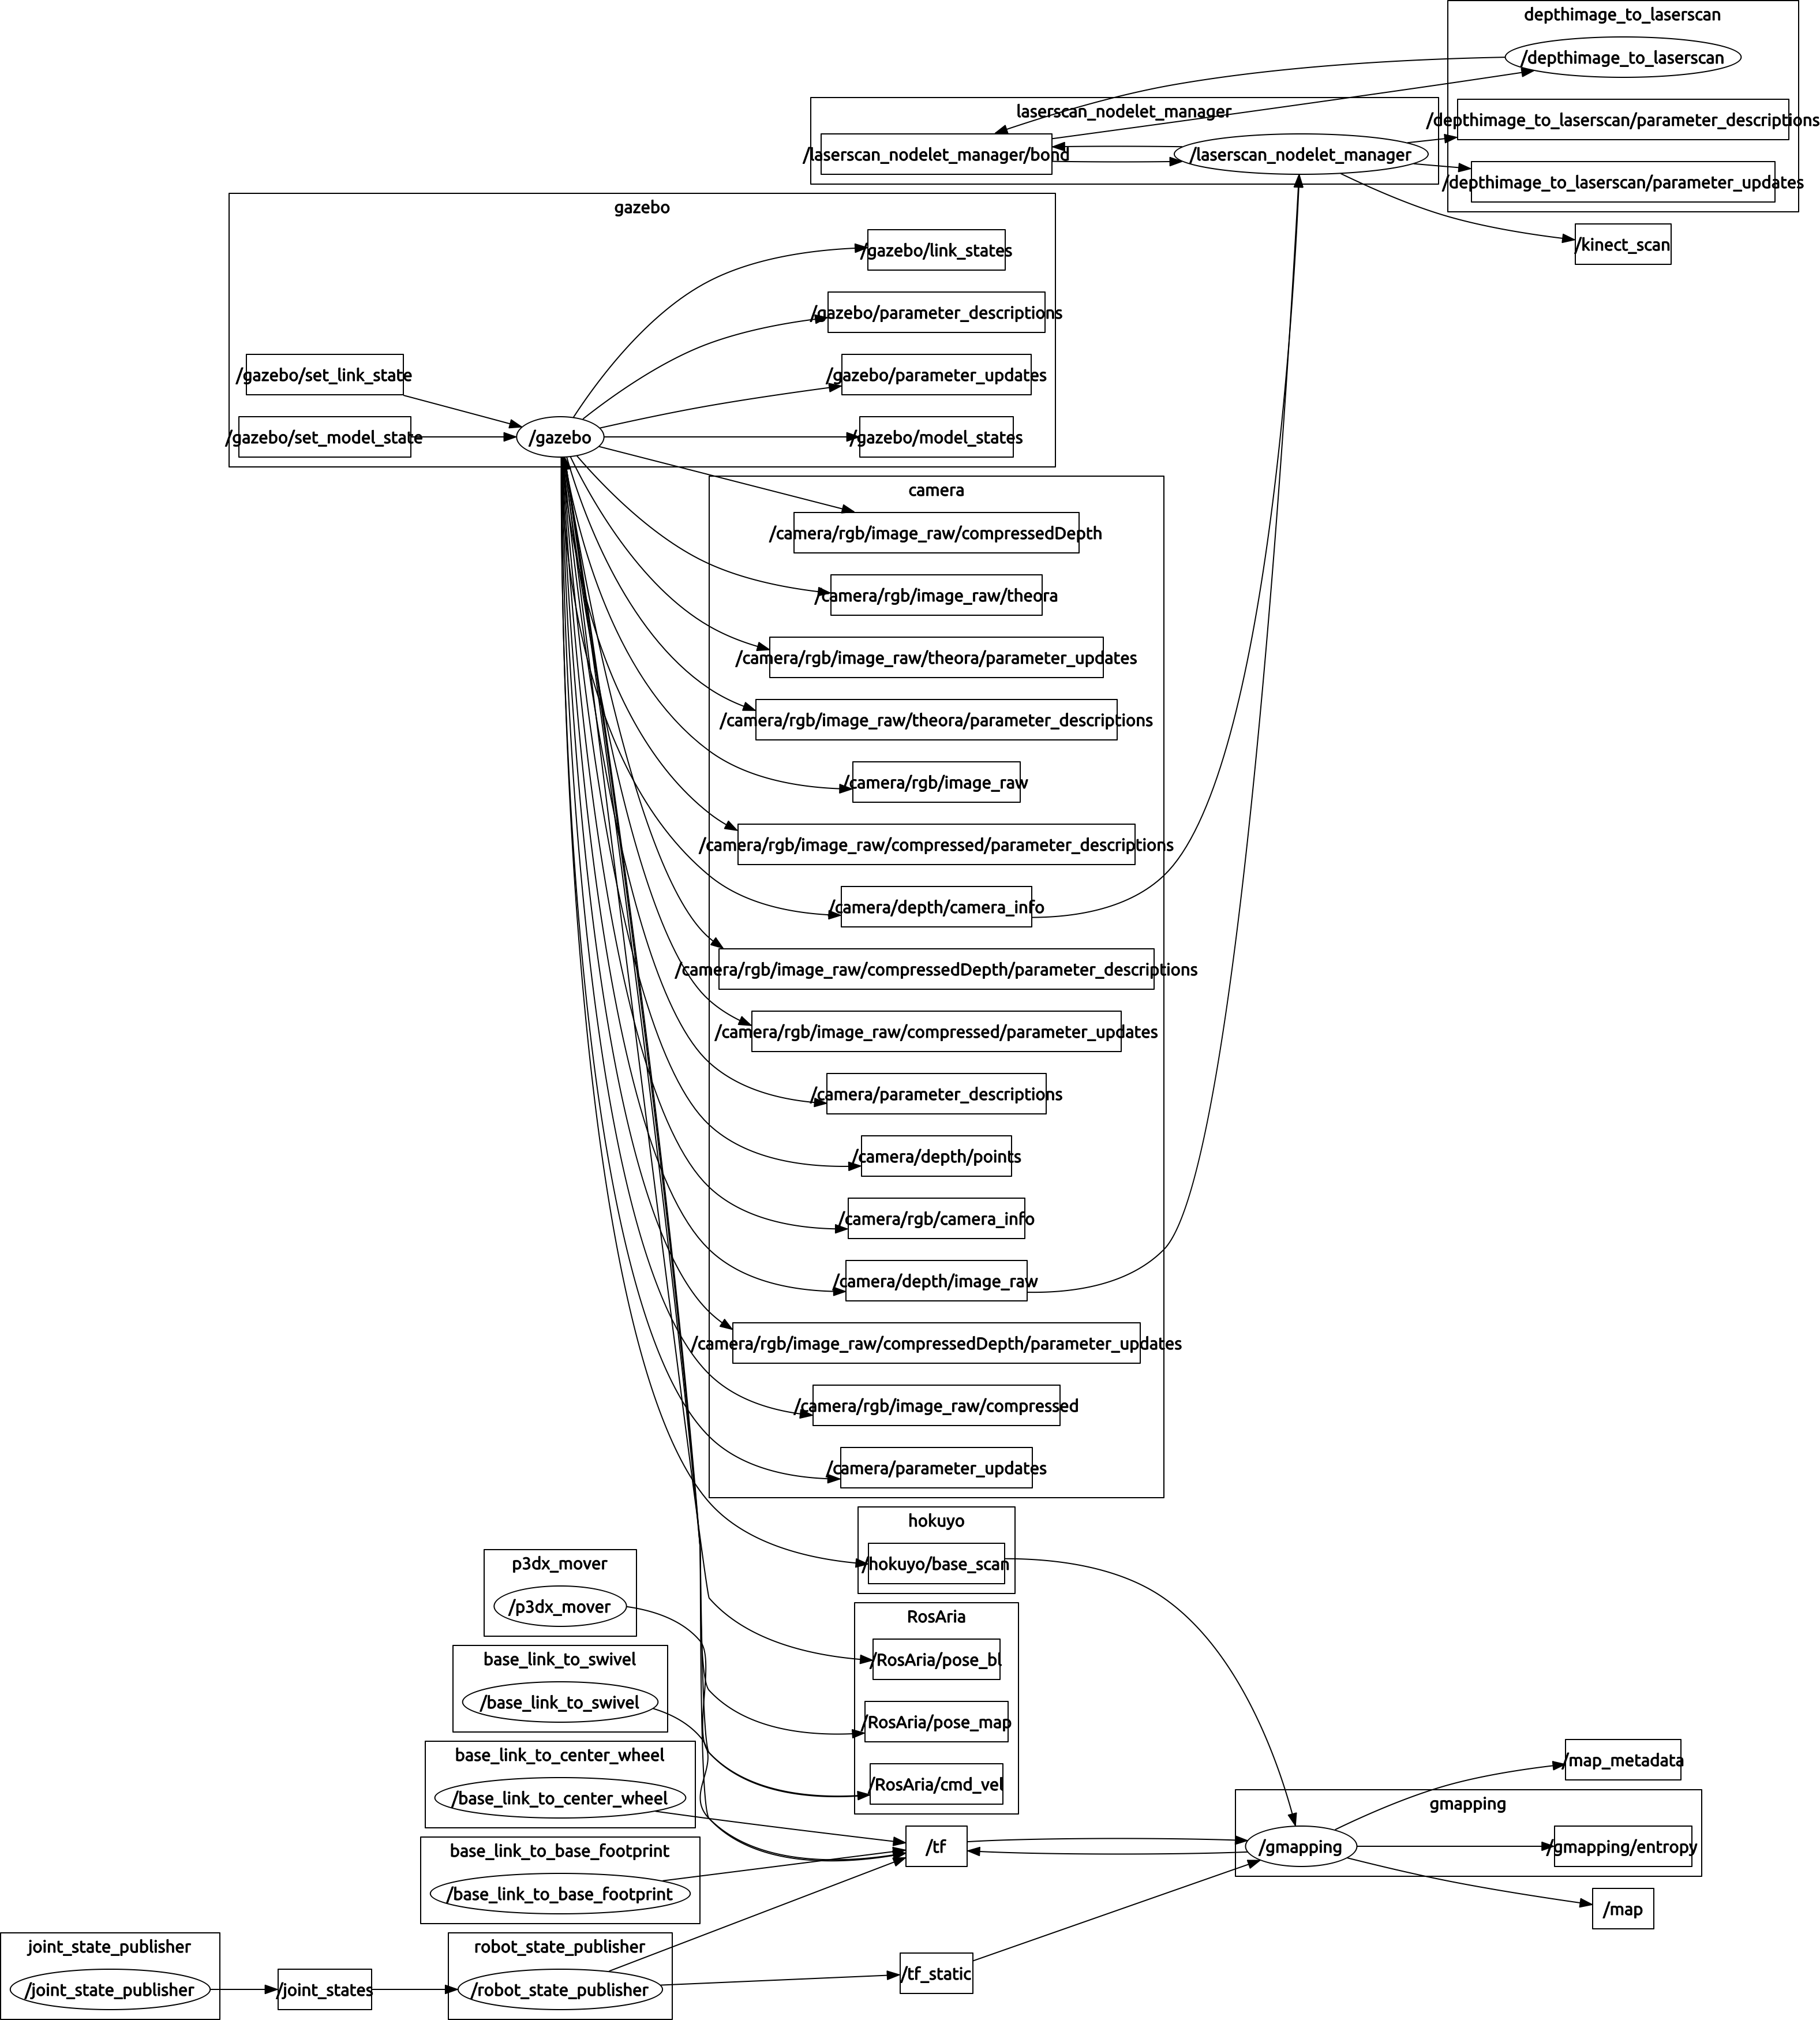 depthimage_to_laserscan
/depthimage_to_laserscan
laserscan_nodelet_manager
/depthimage_to_laserscan/parameter_descriptions
/laserscan_nodelet_manager/bond
/laserscan_nodelet_manager
/depthimage_to_laserscan/parameter_updates
gazebo
/kinect_scan
/gazebo/link_states
/gazebo/parameter_descriptions
/gazebo/set_link_state
/gazebo/parameter_updates
/gazebo/set_model_state
/gazebo
/gazebo/model_states
camera
/camera/rgb/image_raw/compressedDepth
/camera/rgb/image_raw/theora
/camera/rgb/image_raw/theora/parameter_updates
/camera/rgb/image_raw/theora/parameter_descriptions
/camera/rgb/image_raw
/camera/rgb/image_raw/compressed/parameter_descriptions
/camera/depth/camera_info
/camera/rgb/image_raw/compressedDepth/parameter_descriptions
/camera/rgb/image_raw/compressed/parameter_updates
/camera/parameter_descriptions
/camera/depth/points
/camera/rgb/camera_info
/camera/depth/image_raw
/camera/rgb/image_raw/compressedDepth/parameter_updates
/camera/rgb/image_raw/compressed
/camera/parameter_updates
hokuyo
/hokuyo/base_scan
p3dx_mover
/p3dx_mover
RosAria
/RosAria/pose_bl
base_link_to_swivel
/base_link_to_swivel
/RosAria/pose_map
base_link_to_center_wheel
/base_link_to_center_wheel
/RosAria/cmd_vel
/map_metadata
gmapping
/tf
/gmapping
/gmapping/entropy
base_link_to_base_footprint
/base_link_to_base_footprint
/map
joint_state_publisher
/joint_state_publisher
/joint_states
robot_state_publisher
/robot_state_publisher
/tf_static